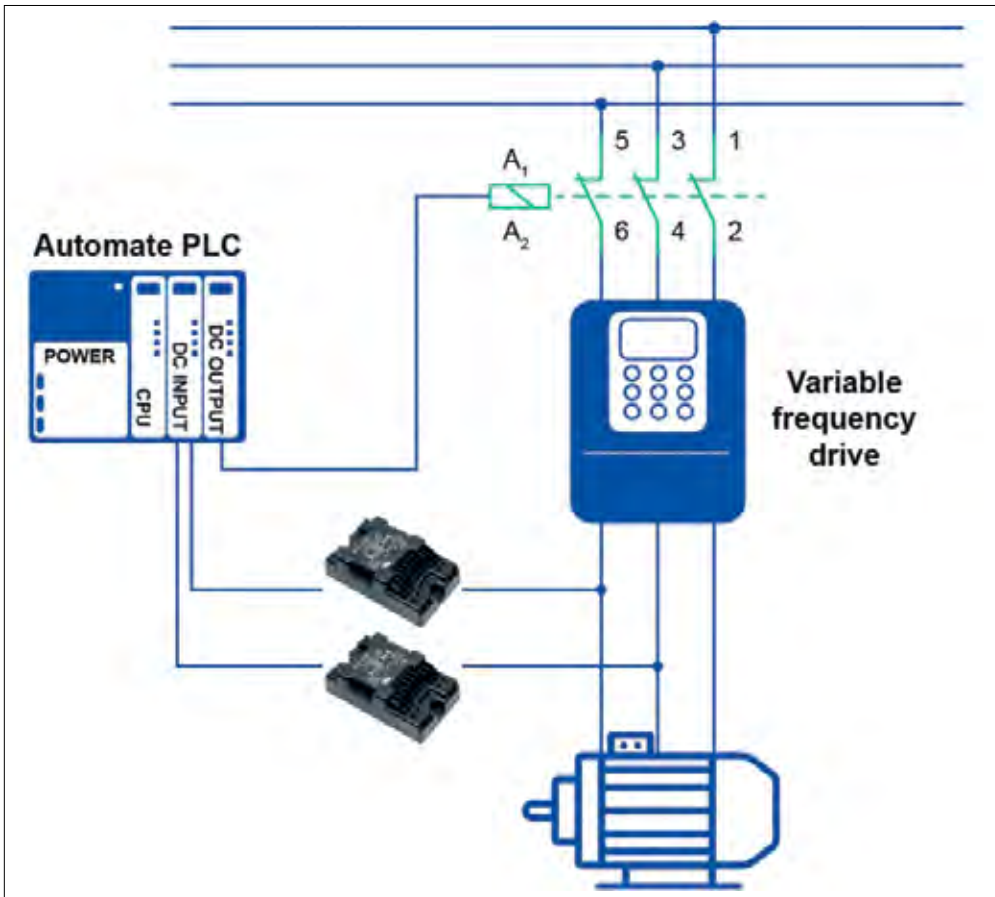 5 3 1
A₁
A₂
6 4 2
Automate PLC
POWER
CPU
DC INPUT
DC OUTPUT
Variable
frequency
drive